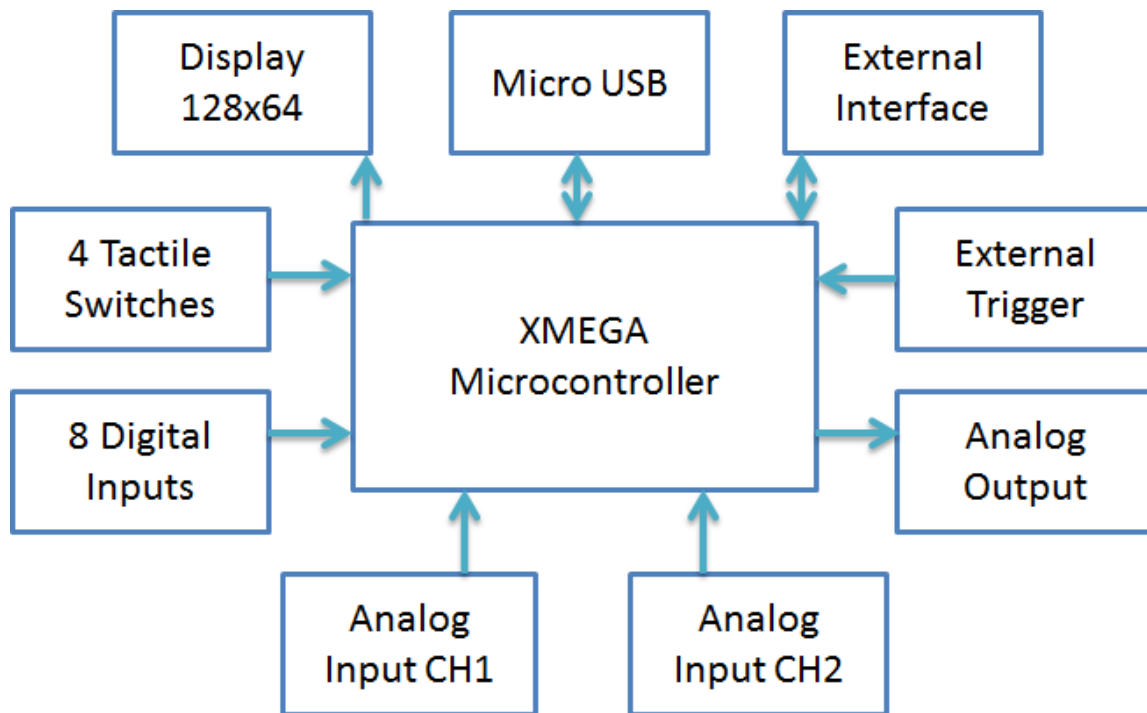 Display
128x64
Micro USB
External
Interface
4 Tactile
Switches
XMEGA
Microcontroller
External
Trigger
8 Digital
Inputs
Analog
Output
Analog
Input CH1
Analog
Input CH2